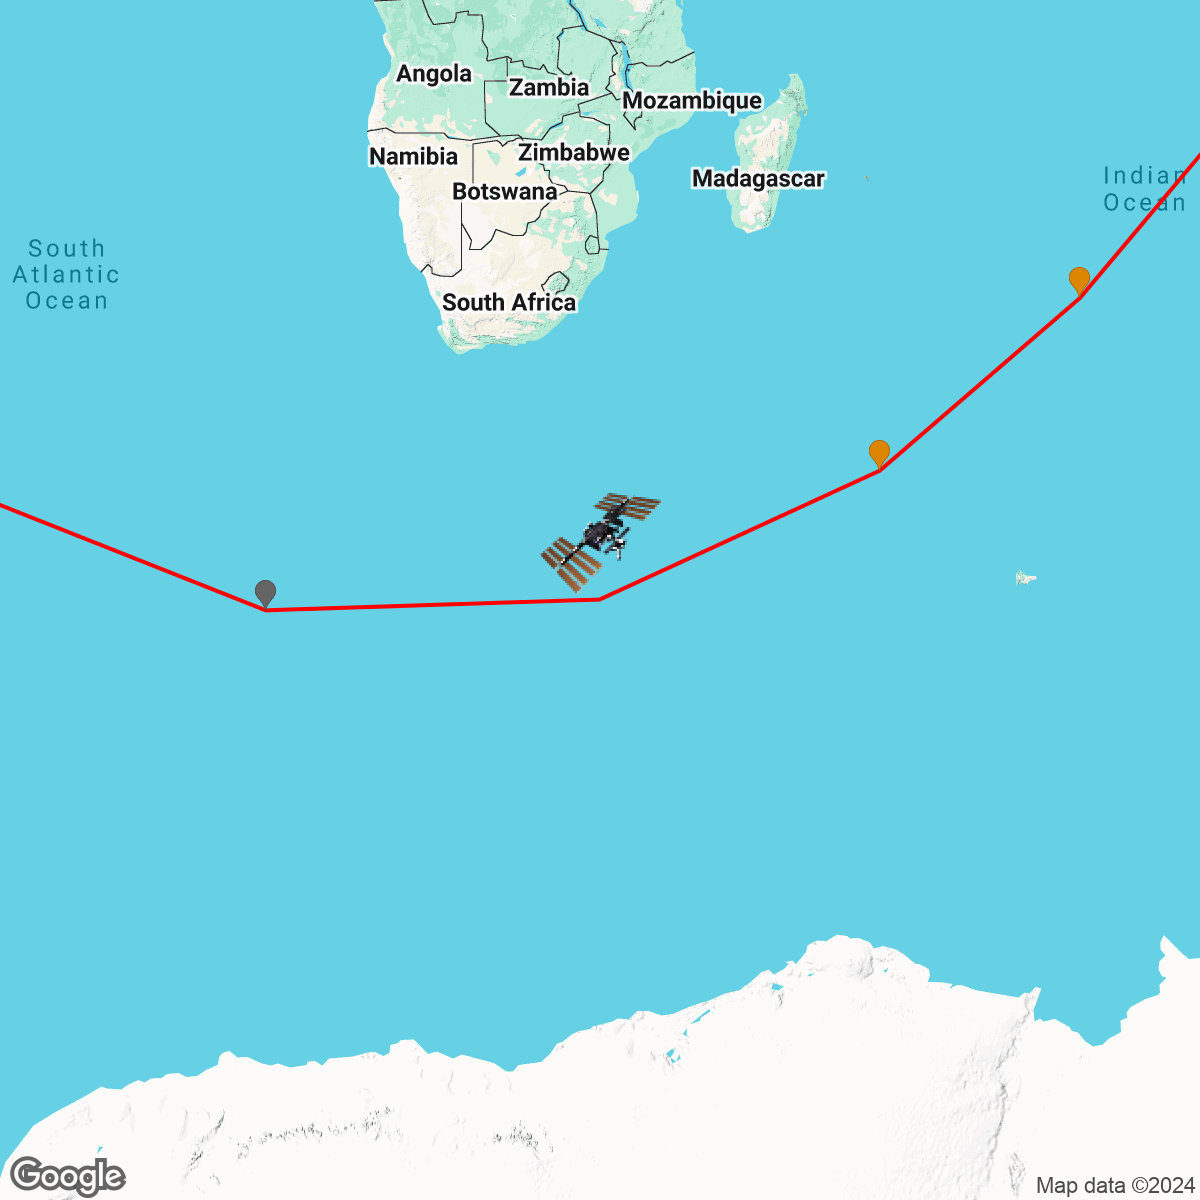 Angola
Zambia
Mozambique
Zimbabwe
Namibia
Botswana
Madagascar
Indian
Ocean
South
Atlantic
Ocean
South Africa
Google
Map data ©2024